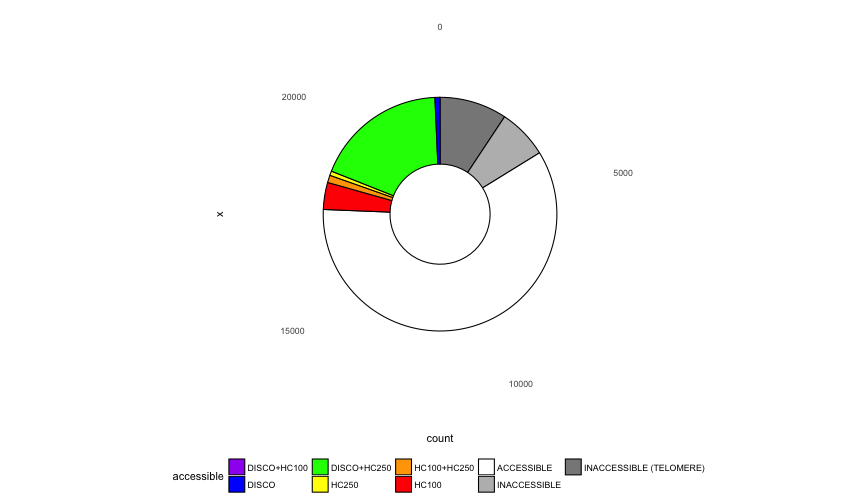 0
20000
5000
x
15000
10000
count
accessible
DISCO+HC100 DISCO+HC250 HC100+HC250 ACCESSIBLE INACCESSIBLE (TELOMERE)
DISCO HC250 HC100 INACCESSIBLE